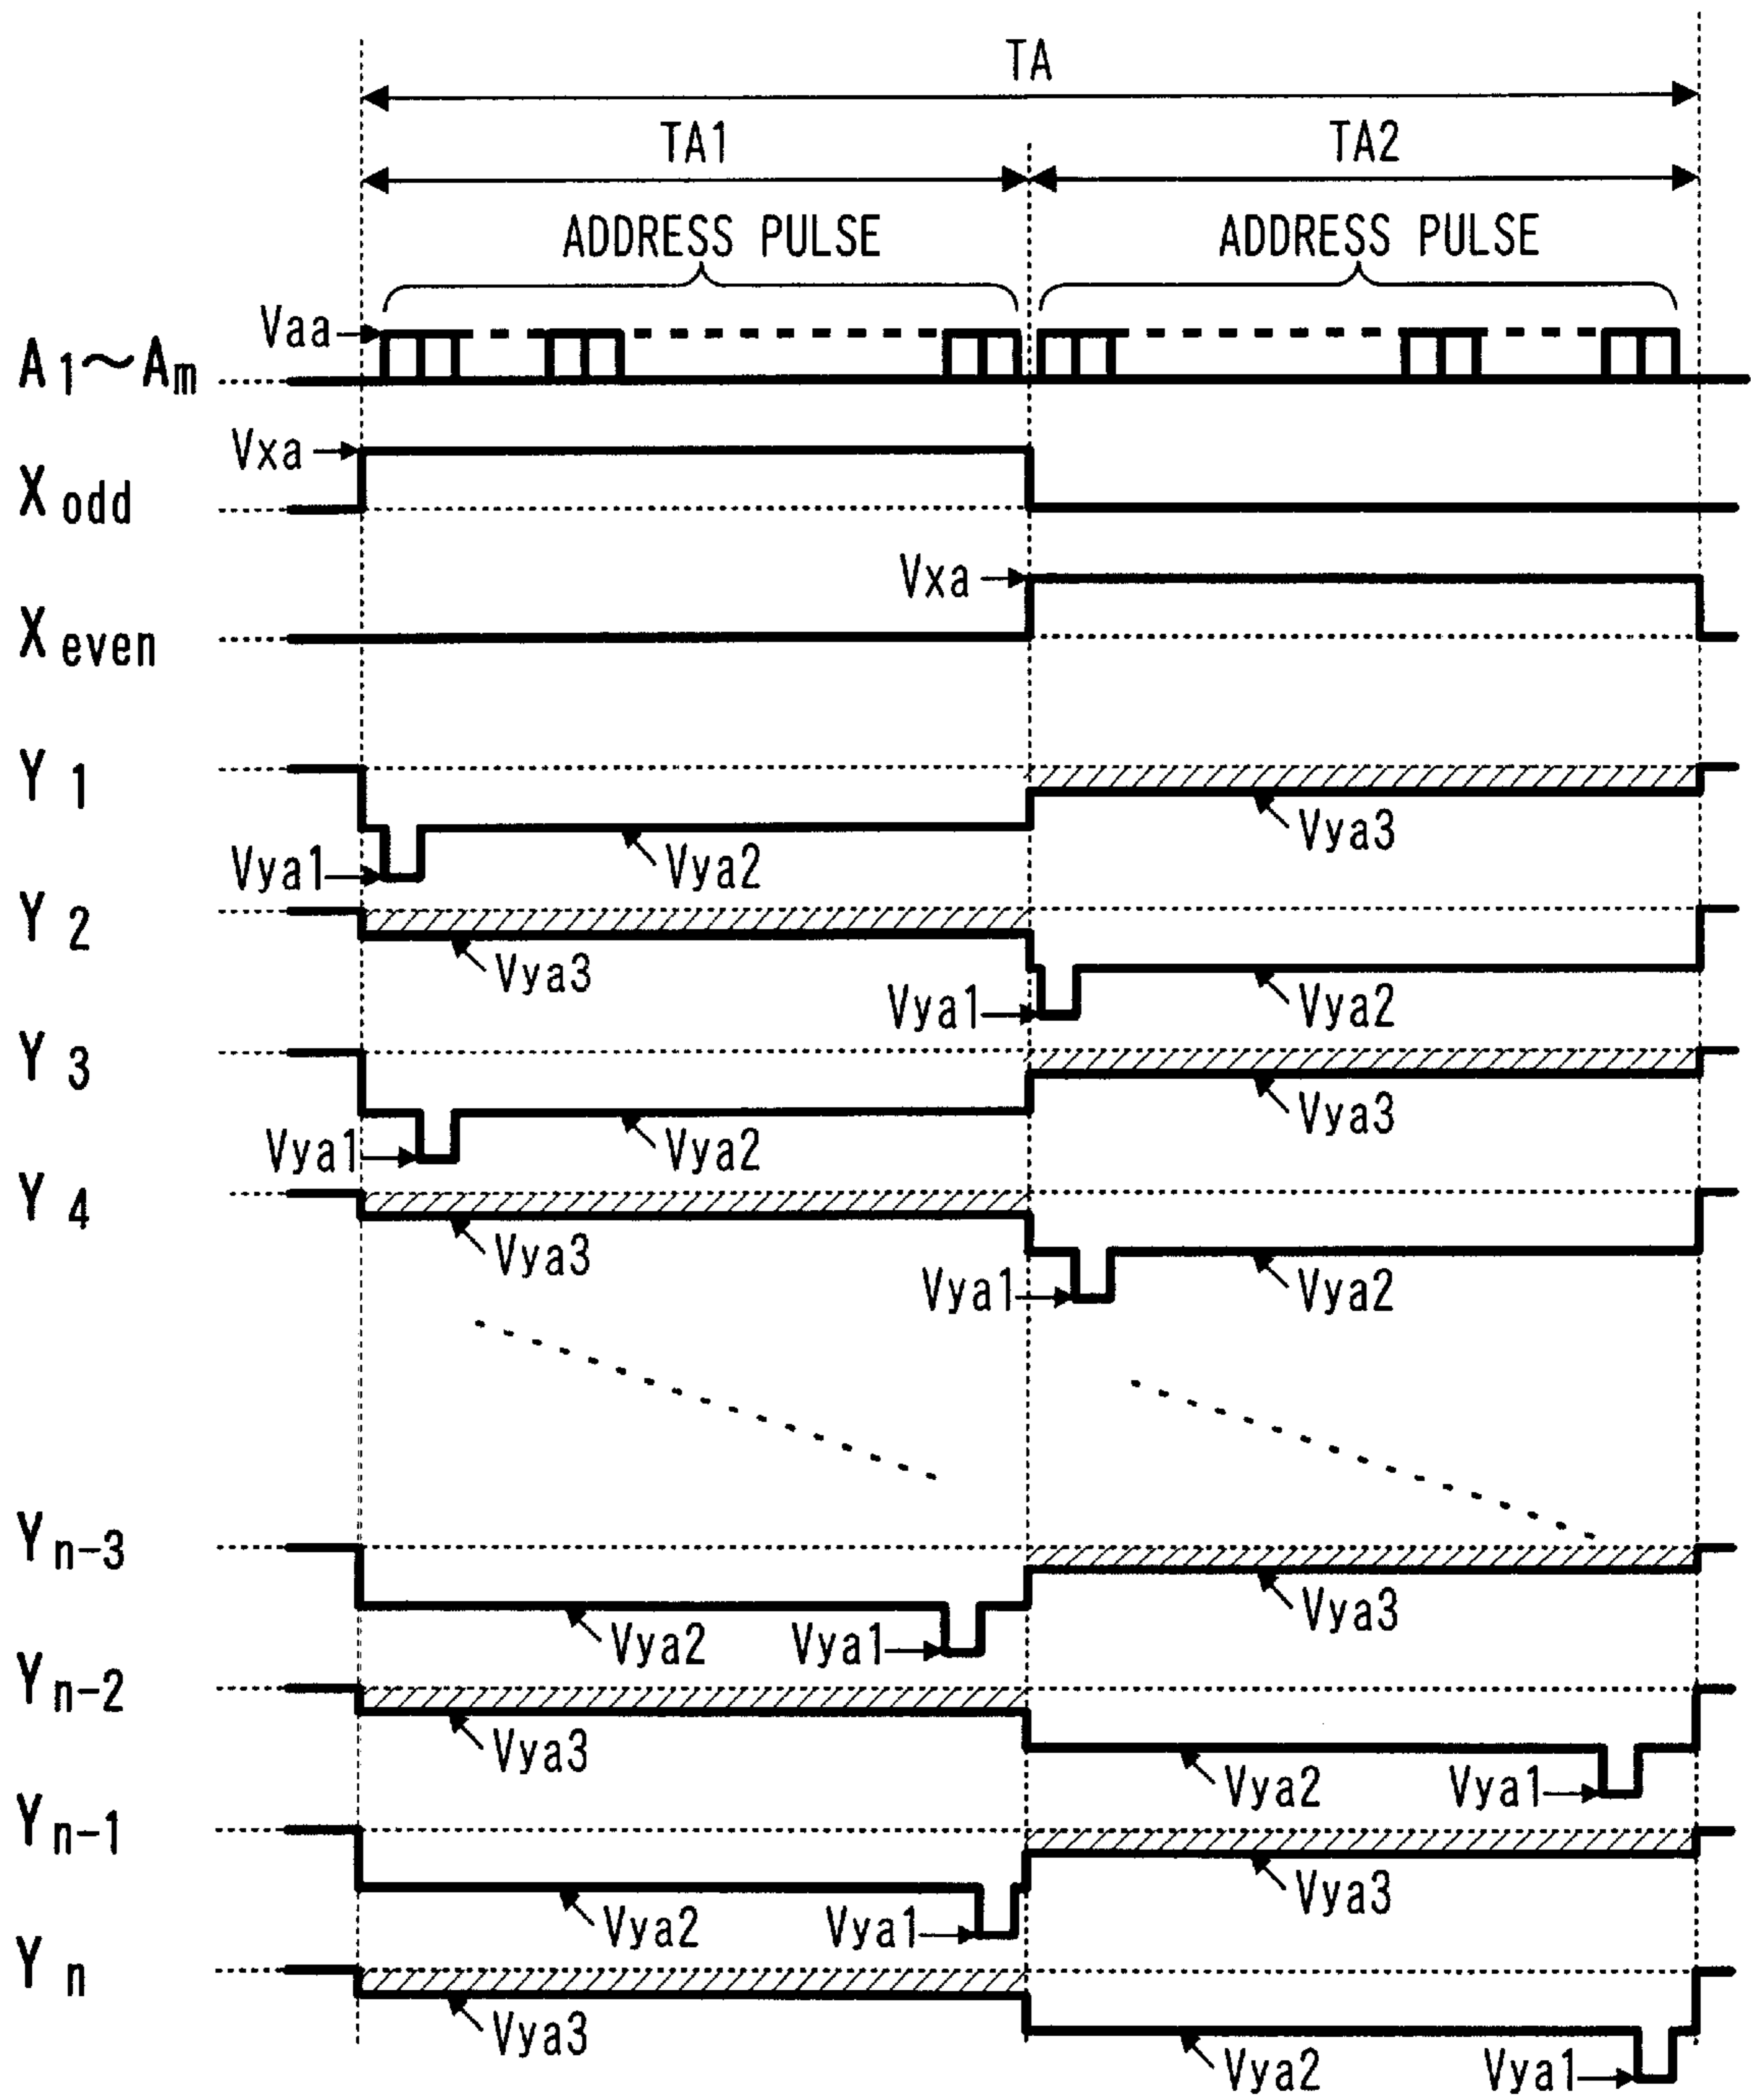 TA
TA1 TA2
ADDRESS PULSE ADDRESS PULSE
Vaa
A1~Am
Vxa
Xodd
Vxa
Xeven
Y1
Vya3
Vya1 Vya2
Y2
Vya3
Vya1 Vya2
Y3
Vya3
Vya1 Vya2
Y4
Vya3
Vya1 Vya2
Yn-3
Vya3
Vya2 Vya1
Yn-2
Vya3
Vya2 Vya1
Yn-1
Vya3
Vya2 Vya1
Yn
Vya3
Vya2 Vya1